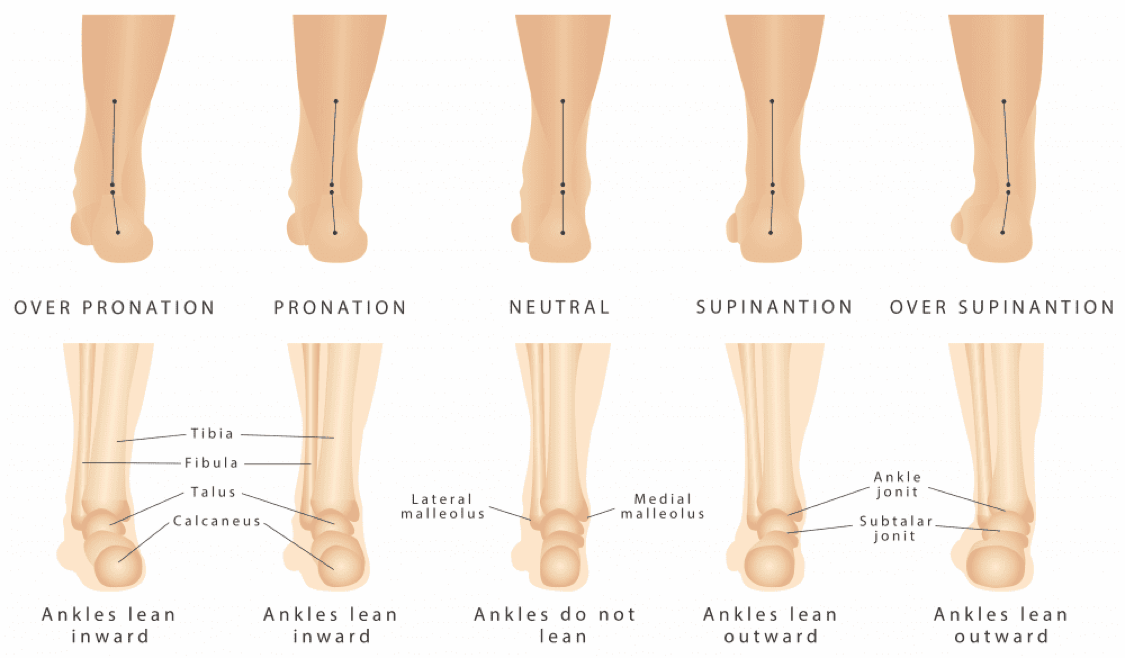 OVER PRONATION
PRONATION
NEUTRAL
SUPINANTION
OVER SUPINANTION
Tibia
Fibula
Talus
Calcaneus
Lateral
malleolus
Medial
malleolus
Ankle
jonit
Subtalar
jonit
Ankles lean
inward
Ankles lean
inward
Ankles do not
lean
Ankles lean
outward
Ankles lean
outward